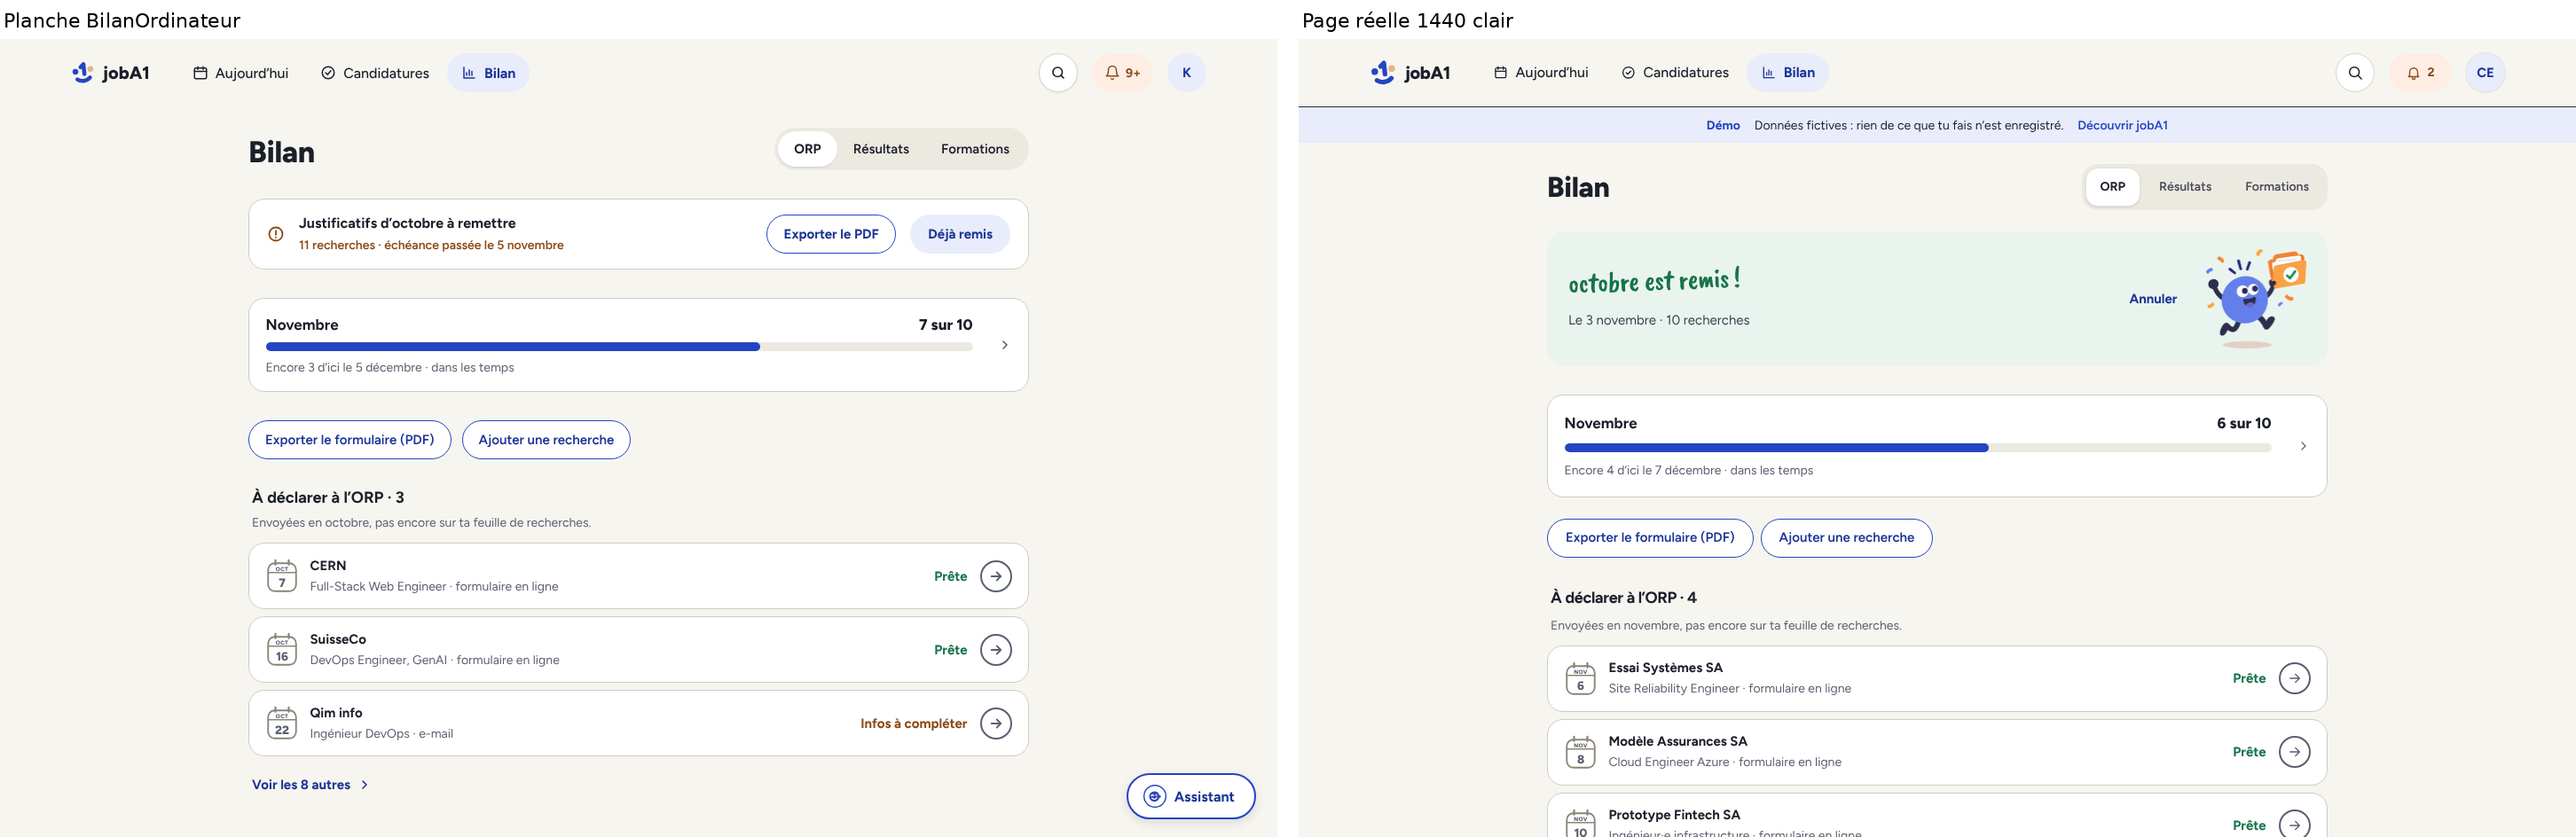 Planche BilanOrdinateur
jobA1 Aujourd’hui Candidatures Bilan 9+ K
Bilan
ORP Résultats Formations
Justificatifs d’octobre à remettre
11 recherches · échéance passée le 5 novembre
Exporter le PDF Déjà remis
Novembre 7 sur 10
Encore 3 d’ici le 5 décembre · dans les temps
Exporter le formulaire (PDF) Ajouter une recherche
À déclarer à l’ORP · 3
Envoyées en octobre, pas encore sur ta feuille de recherches.
OCT
7
CERN
Full-Stack Web Engineer · formulaire en ligne
Prête
OCT
16
SuisseCo
DevOps Engineer, GenAI · formulaire en ligne
Prête
OCT
22
Qim info
Ingénieur DevOps · e-mail
Infos à compléter
Voir les 8 autres
Assistant
Page réelle 1440 clair
jobA1 Aujourd’hui Candidatures Bilan 2 CE
Démo Données fictives : rien de ce que tu fais n’est enregistré. Découvrir jobA1
Bilan
ORP Résultats Formations
octobre est remis !
Le 3 novembre · 10 recherches
Annuler
Novembre 6 sur 10
Encore 4 d’ici le 7 décembre · dans les temps
Exporter le formulaire (PDF) Ajouter une recherche
À déclarer à l’ORP · 4
Envoyées en novembre, pas encore sur ta feuille de recherches.
NOV
6
Essai Systèmes SA
Site Reliability Engineer · formulaire en ligne
Prête
NOV
8
Modèle Assurances SA
Cloud Engineer Azure · formulaire en ligne
Prête
NOV
10
Prototype Fintech SA
Ingénieur·e infrastructure · formulaire en ligne
Prête